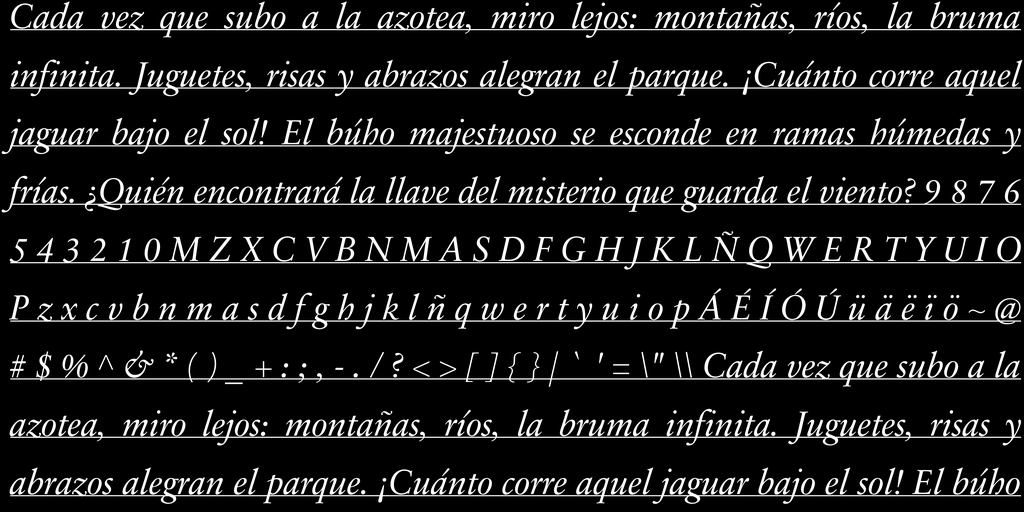 Cada vez que subo a la azotea, miro lejos: montañas, ríos, la bruma
infinita. Juguetes, risas y abrazos alegran el parque. ¡Cuánto corre aquel
jaguar bajo el sol! El búho majestuoso se esconde en ramas húmedas y
frías. ¿Quién encontrará la llave del misterio que guarda el viento? 9 8 7 6
5 4 3 2 1 0 M Z X C V B N M A S D F G H J K L Ñ Q W E R T Y U I O
P z x c v b n m a s d f g h j k l ñ q w e r t y u i o p Á É Í Ó Ú ü ä ë ï ö ~ @
# $ % ^ & * ( ) _ + : ; , - . / ? < > [ ] { } | ` ' = \" \\ Cada vez que subo a la
azotea, miro lejos: montañas, ríos, la bruma infinita. Juguetes, risas y
abrazos alegran el parque. ¡Cuánto corre aquel jaguar bajo el sol! El búho